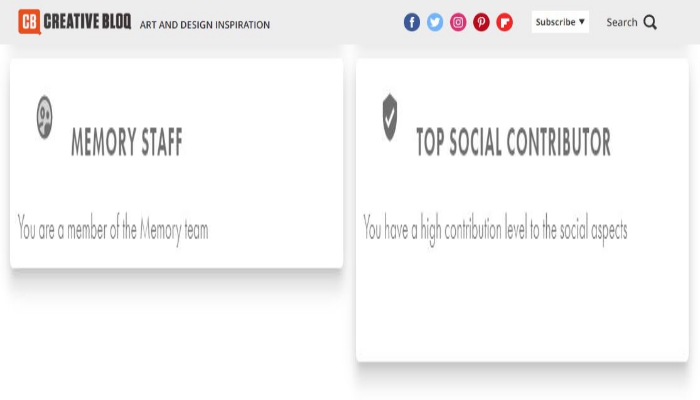 CB CREATIVE BLOQ ART AND DESIGN INSPIRATION
Subscribe ▼ Search
MEMORY STAFF
You are a member of the Memory team
TOP SOCIAL CONTRIBUTOR
You have a high contribution level to the social aspects